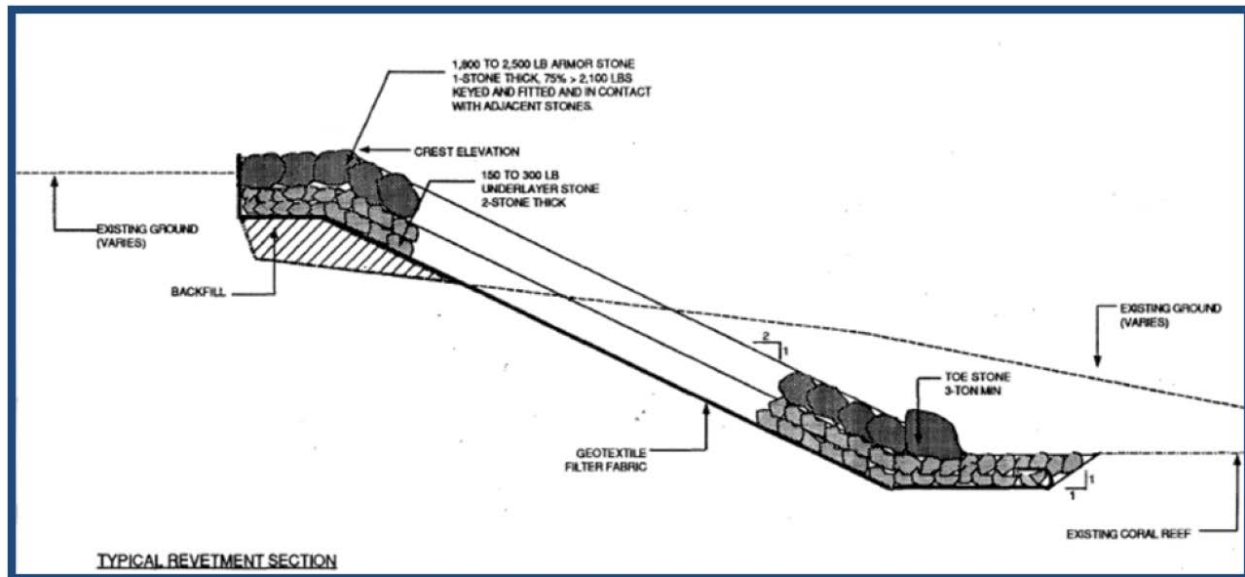 1,800 TO 2,500 LB ARMOR STONE
1-STONE THICK, 75% > 2,100 LBS
KEYED AND FITTED AND IN CONTACT
WITH ADJACENT STONES.
CREST ELEVATION
150 TO 300 LB
UNDERLAYER STONE
2-STONE THICK
EXISTING GROUND
(VARIES)
BACKFILL
EXISTING GROUND
(VARIES)
2
1
TOE STONE
3-TON MIN
GEOTEXTILE
FILTER FABRIC
1
1
EXISTING CORAL REEF
TYPICAL REVETMENT SECTION